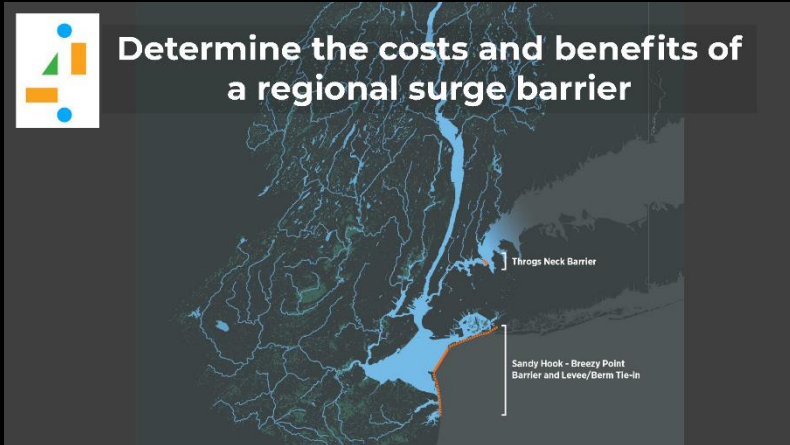 Determine the costs and benefits of
a regional surge barrier
Throgs Neck Barrier
Sandy Hook - Breezy Point
Barrier and Levee/Berm Tie-in